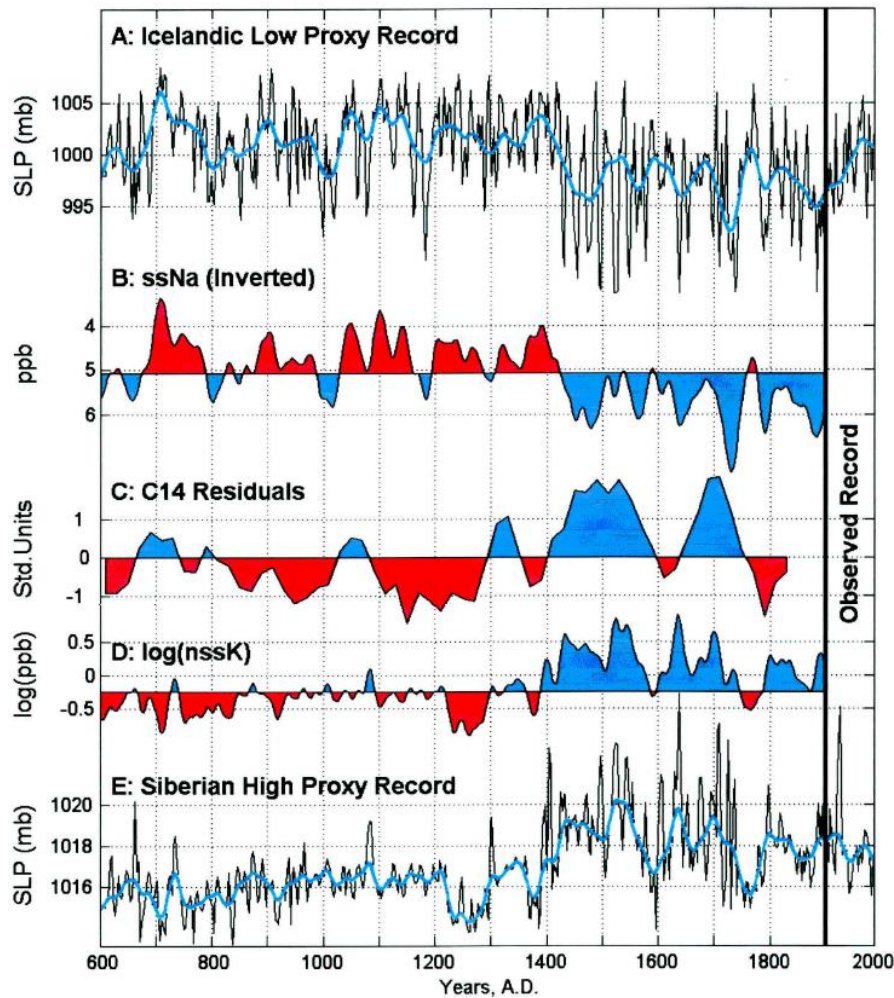 A: Icelandic Low Proxy Record
SLP (mb)
1005
1000
995
B: ssNa (Inverted)
ppb
4
5
6
C: C14 Residuals
Std.Units
1
0
-1
D: log(nssK)
log(ppb)
0.5
0
-0.5
E: Siberian High Proxy Record
SLP (mb)
1020
1018
1016
Observed Record
600 800 1000 1200 1400 1600 1800 2000
Years, A.D.